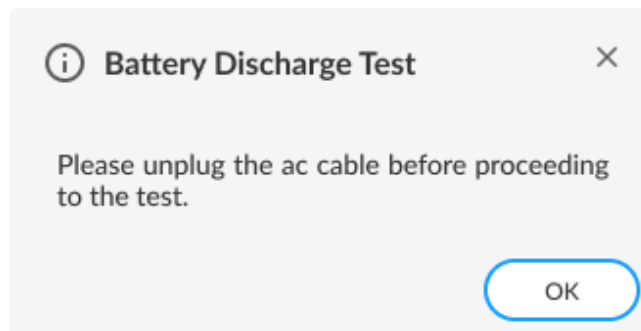 Battery Discharge Test
Please unplug the ac cable before proceeding
to the test.
OK